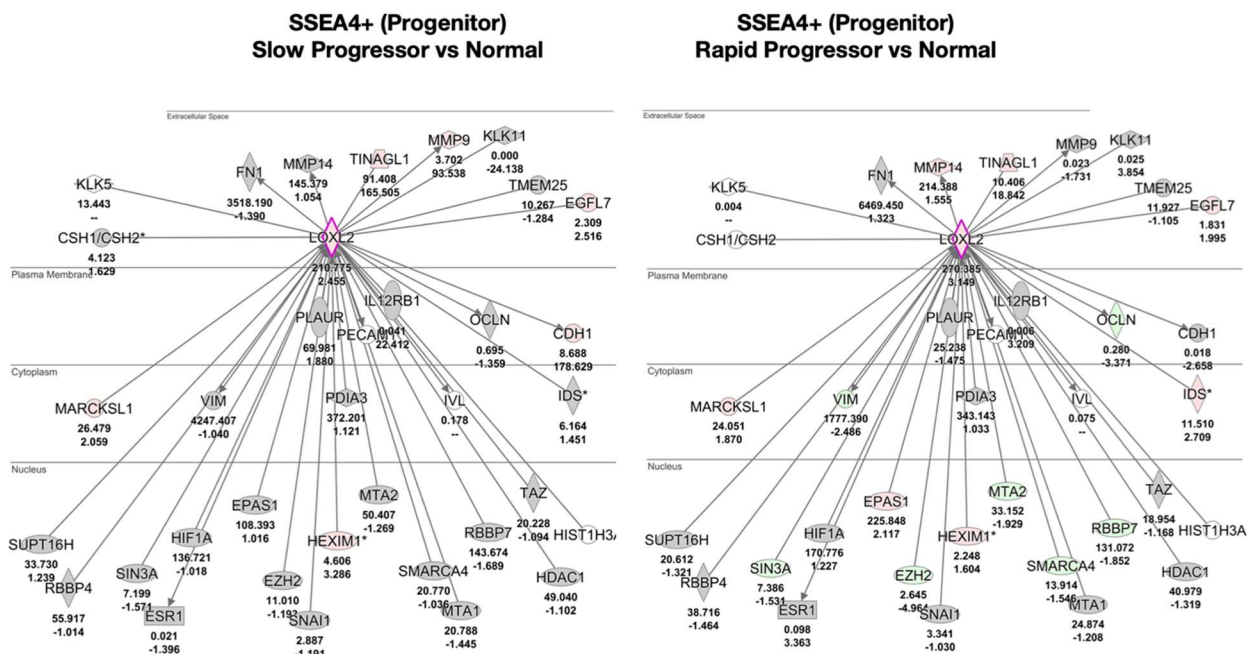 SSEA4+ (Progenitor)
Slow Progressor vs Normal
Extracellular Space
KLK5
13.443
--
CSH1/CSH2*
4.123
1.629
FN1
3518.190
-1.390
MMP14
145.379
1.054
TINAGL1
91.408
165.505
MMP9
3.702
93.538
KLK11
0.000
-24.138
TMEM25
10.267
-1.284
EGFL7
2.309
2.516
LOXL2
210.775
2.455
Plasma Membrane
PLAUR
69.981
1.880
PECAM1
IL12RB1
0.041
22.412
OCLN
0.695
-1.359
CDH1
8.688
178.629
Cytoplasm
MARCKSL1
26.479
2.059
VIM
4247.407
-1.040
PDIA3
372.201
1.121
IVL
0.178
--
IDS*
6.164
1.451
Nucleus
SUPT16H
33.730
1.239
RBBP4
55.917
-1.014
SIN3A
7.199
-1.571
HIF1A
136.721
-1.018
ESR1
0.021
-1.396
EPAS1
108.393
1.016
EZH2
11.010
-1.192
SNAI1
2.887
-1.191
HEXIM1*
4.606
3.286
MTA2
50.407
-1.269
SMARCA4
20.770
-1.036
MTA1
20.788
-1.445
RBBP7
143.674
-1.689
TAZ
20.228
-1.094
HDAC1
49.040
-1.102
HIST1H3A
SSEA4+ (Progenitor)
Rapid Progressor vs Normal
Extracellular Space
KLK5
0.004
--
CSH1/CSH2
FN1
6469.450
1.323
MMP14
214.388
1.555
TINAGL1
10.406
18.842
MMP9
0.023
-1.731
KLK11
0.025
3.854
TMEM25
11.927
-1.105
EGFL7
1.831
1.995
LOXL2
270.385
3.149
Plasma Membrane
PLAUR
25.238
-1.475
PECAM1
IL12RB1
0.006
3.209
OCLN
0.280
-3.371
CDH1
0.018
-2.658
Cytoplasm
MARCKSL1
24.051
1.870
VIM
1777.390
-2.486
PDIA3
343.143
1.033
IVL
0.075
--
IDS*
11.510
2.709
Nucleus
SUPT16H
20.612
-1.321
RBBP4
38.716
-1.464
SIN3A
7.386
-1.531
HIF1A
170.776
1.227
ESR1
0.098
3.363
EPAS1
225.848
2.117
EZH2
2.645
-4.964
SNAI1
3.341
-1.030
HEXIM1*
2.248
1.604
MTA2
33.152
-1.929
SMARCA4
13.914
-1.546
MTA1
24.874
-1.208
RBBP7
131.072
-1.852
TAZ
18.954
-1.168
HDAC1
40.979
-1.319
HIST1H3A